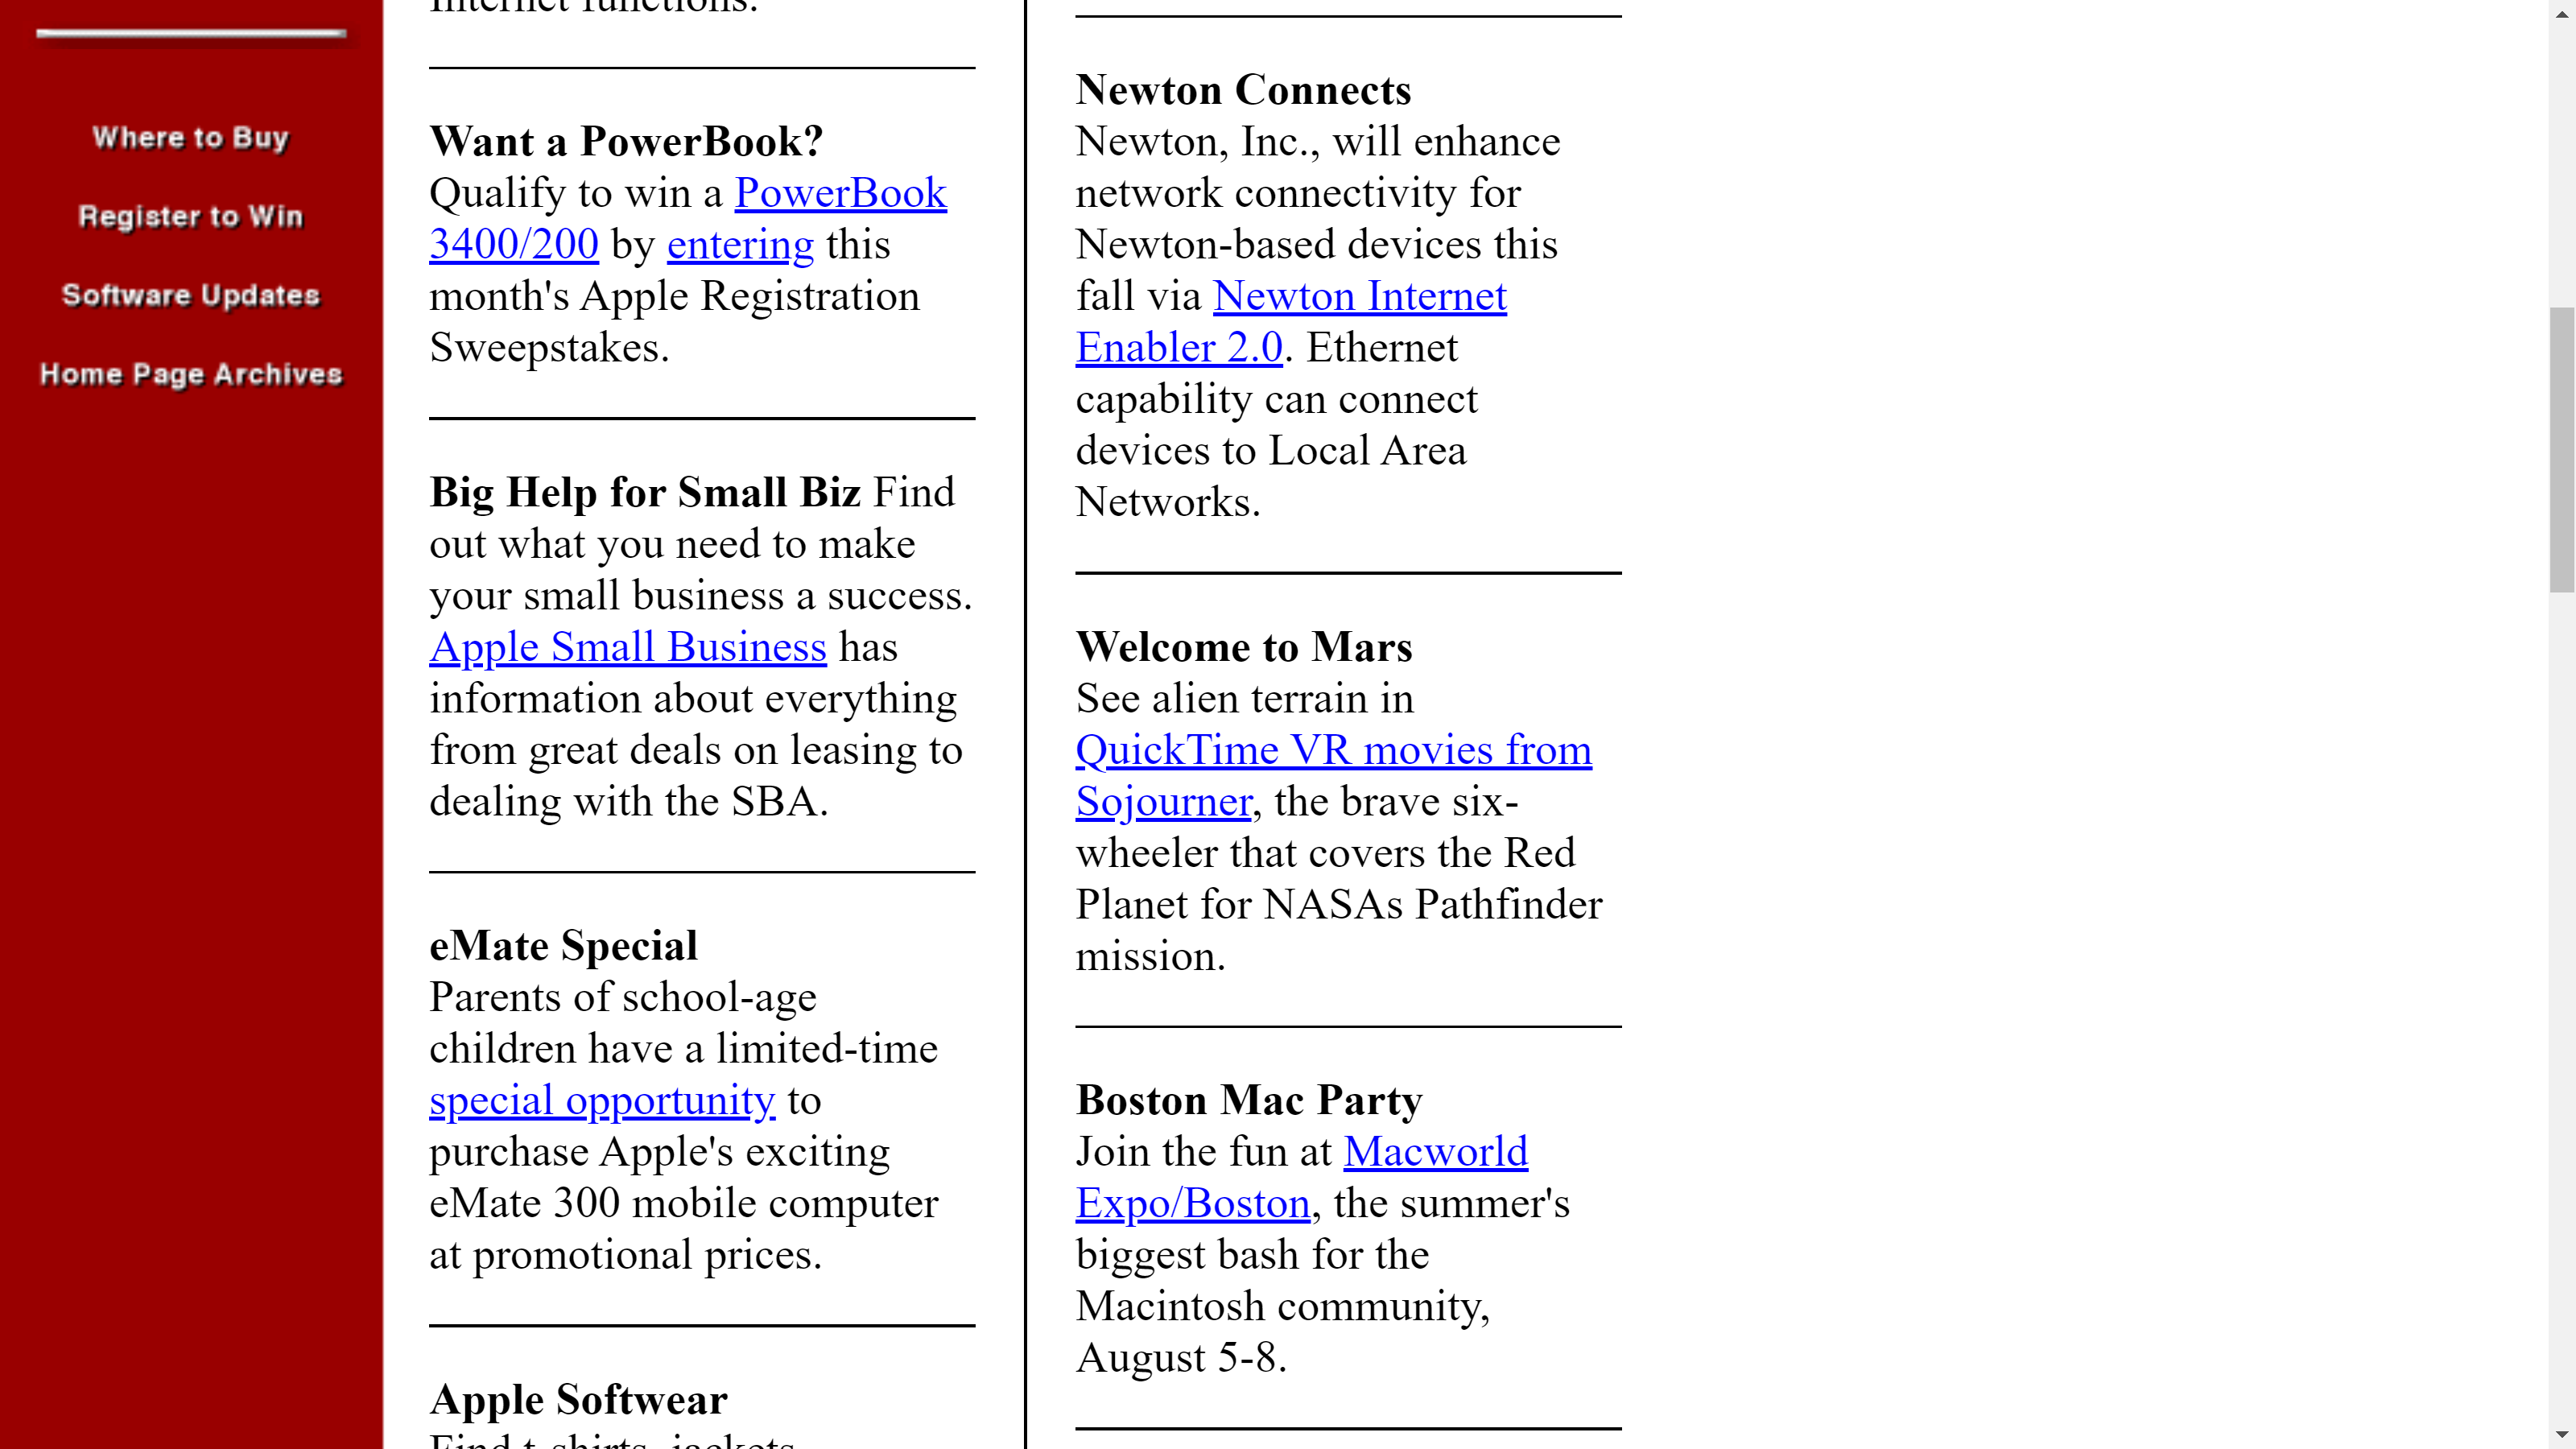 Where to Buy
Register to Win
Software Updates
Home Page Archives
Internet functions.
Want a PowerBook?
Qualify to win a PowerBook
3400/200 by entering this
month's Apple Registration
Sweepstakes.
Big Help for Small Biz Find
out what you need to make
your small business a success.
Apple Small Business has
information about everything
from great deals on leasing to
dealing with the SBA.
eMate Special
Parents of school-age
children have a limited-time
special opportunity to
purchase Apple's exciting
eMate 300 mobile computer
at promotional prices.
Apple Softwear
Find t-shirts, jackets,
Newton Connects
Newton, Inc., will enhance
network connectivity for
Newton-based devices this
fall via Newton Internet
Enabler 2.0. Ethernet
capability can connect
devices to Local Area
Networks.
Welcome to Mars
See alien terrain in
QuickTime VR movies from
Sojourner, the brave six-
wheeler that covers the Red
Planet for NASAs Pathfinder
mission.
Boston Mac Party
Join the fun at Macworld
Expo/Boston, the summer's
biggest bash for the
Macintosh community,
August 5-8.